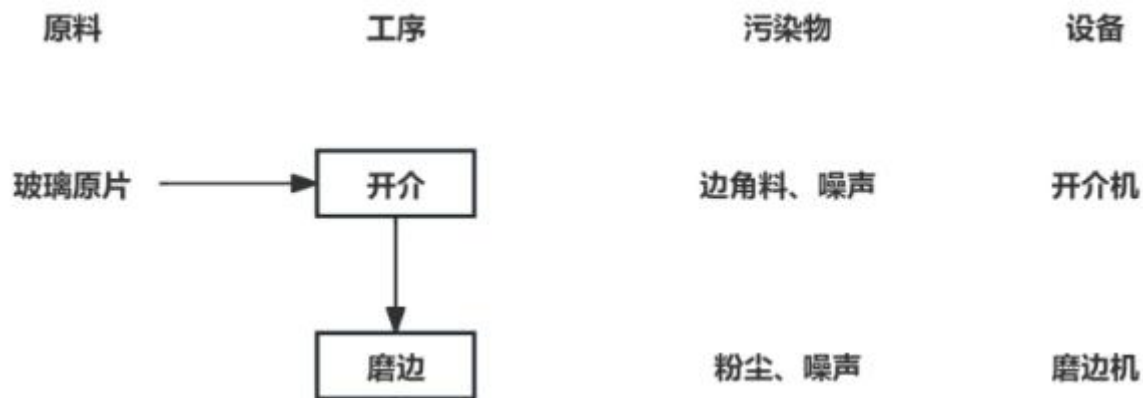 原料 工序 污染物 设备
玻璃原片 开介 边角料、噪声 开介机
磨边 粉尘、噪声 磨边机